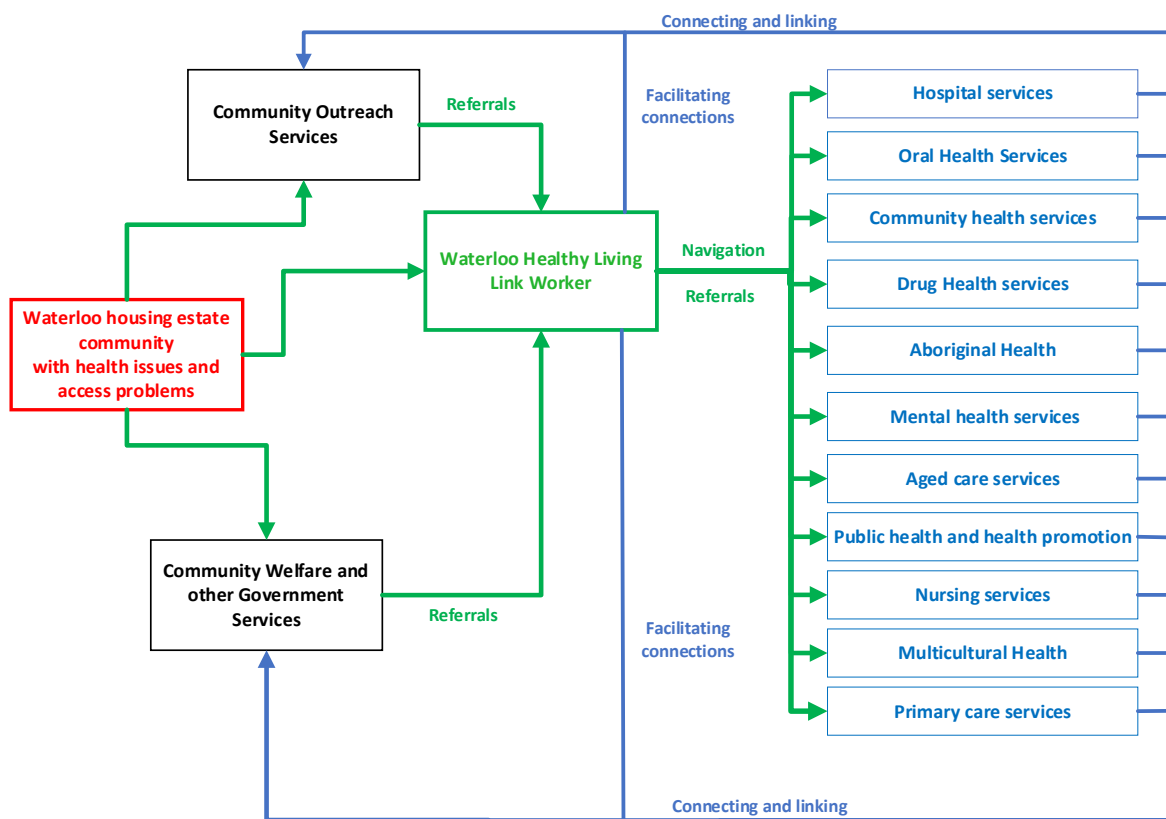 Connecting and linking
Community Outreach
Services
Referrals
Facilitating
connections
Hospital services
Oral Health Services
Community health services
Waterloo Healthy Living
Link Worker
Navigation
Referrals
Drug Health services
Waterloo housing estate
community
with health issues and
access problems
Aboriginal Health
Mental health services
Aged care services
Public health and health promotion
Community Welfare and
other Government
Services
Referrals
Nursing services
Facilitating
connections
Multicultural Health
Primary care services
Connecting and linking